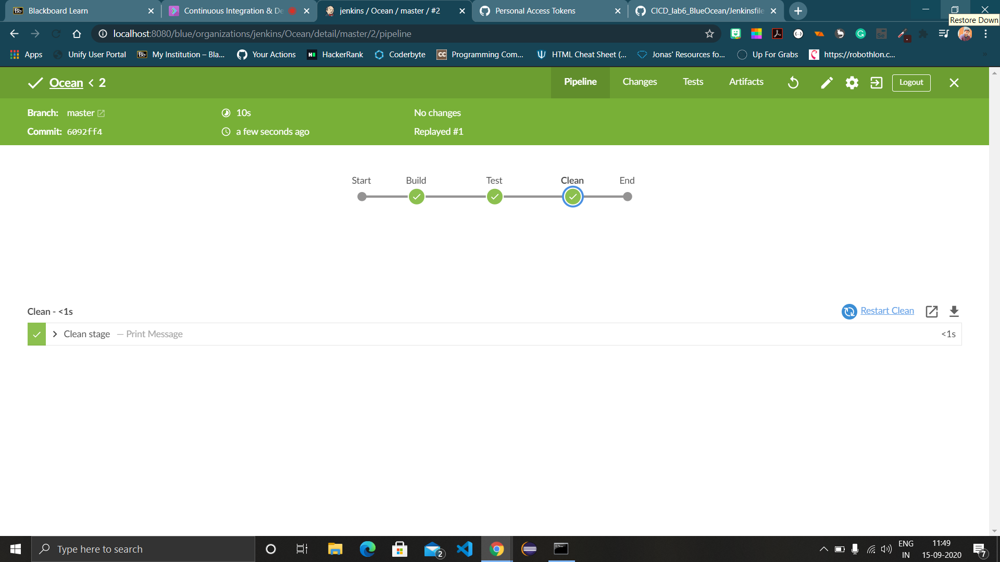 Blackboard Learn
Continuous Integration & De
jenkins / Ocean / master / #2
Personal Access Tokens
CICD_lab6_BlueOcean/Jenkinsfile
Restore Down
localhost:8080/blue/organizations/jenkins/Ocean/detail/master/2/pipeline
Apps
Unify User Portal
My Institution – Bla...
Your Actions
HackerRank
Coderbyte
Programming Com...
HTML Cheat Sheet (...
Jonas' Resources fo...
Up For Grabs
https://robothlon.c...
Ocean < 2
Pipeline
Changes
Tests
Artifacts
Logout
Branch: master
10s
No changes
Commit: 6092ff4
a few seconds ago
Replayed #1
Start
Build
Test
Clean
End
Clean - <1s
Restart Clean
Clean stage — Print Message
<1s
Type here to search
2
ENG
IN
11:49
15-09-2020
7